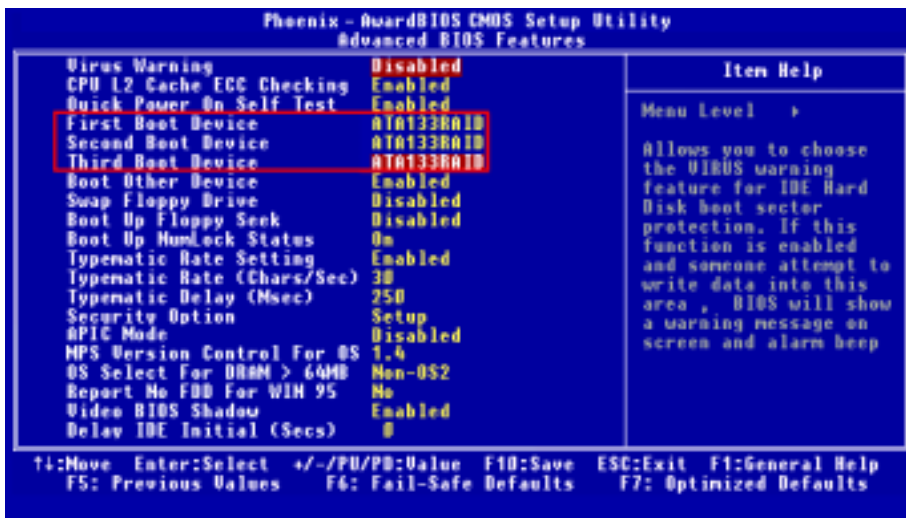 Phoenix - AwardBIOS CMOS Setup Utility
Advanced BIOS Features
Virus Warning Disabled
CPU L2 Cache ECC Checking Enabled
Quick Power On Self Test Enabled
First Boot Device ATA133RAID
Second Boot Device ATA133RAID
Third Boot Device ATA133RAID
Boot Other Device Enabled
Swap Floppy Drive Disabled
Boot Up Floppy Seek Disabled
Boot Up NumLock Status On
Typematic Rate Setting Enabled
Typematic Rate (Chars/Sec) 30
Typematic Delay (Msec) 250
Security Option Setup
APIC Mode Disabled
MPS Version Control For OS 1.4
OS Select For DRAM > 64MB Non-OS2
Report No FDD For WIN 95 No
Video BIOS Shadow Enabled
Delay IDE Initial (Secs) 0
Item Help
Menu Level ▸
Allows you to choose
the VIRUS warning
feature for IDE Hard
Disk boot sector
protection. If this
function is enabled
and someone attempt to
write data into this
area , BIOS will show
a warning message on
screen and alarm beep
↑↓:Move Enter:Select +/-/PU/PD:Value F10:Save ESC:Exit F1:General Help
F5: Previous Values F6: Fail-Safe Defaults F7: Optimized Defaults